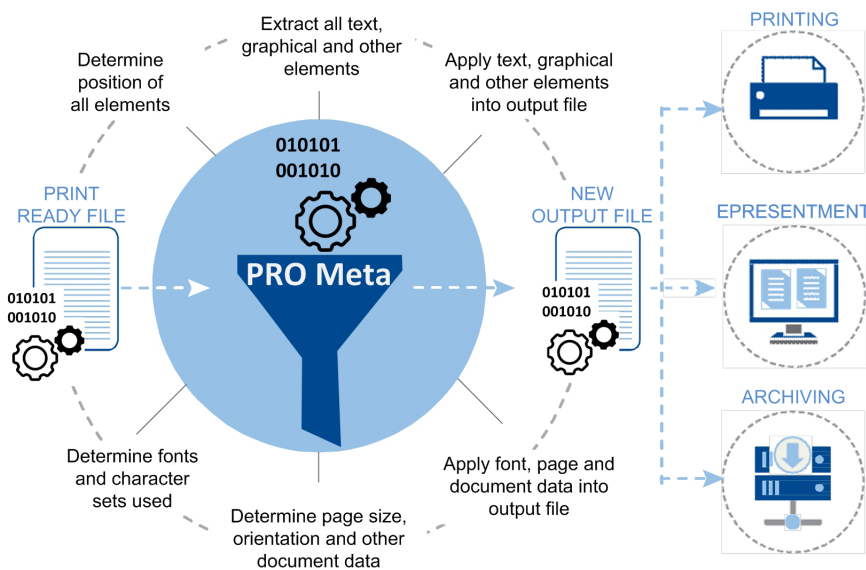 PRINTING
Extract all text,
graphical and other
elements
Determine
position of
all elements
Apply text, graphical
and other elements
into output file
010101
001010
PRINT
READY FILE
NEW
OUTPUT FILE
EPRESENTMENT
PRO Meta
010101
001010
010101
001010
ARCHIVING
Determine fonts
and character
sets used
Apply font, page and
document data into
output file
Determine page size,
orientation and other
document data